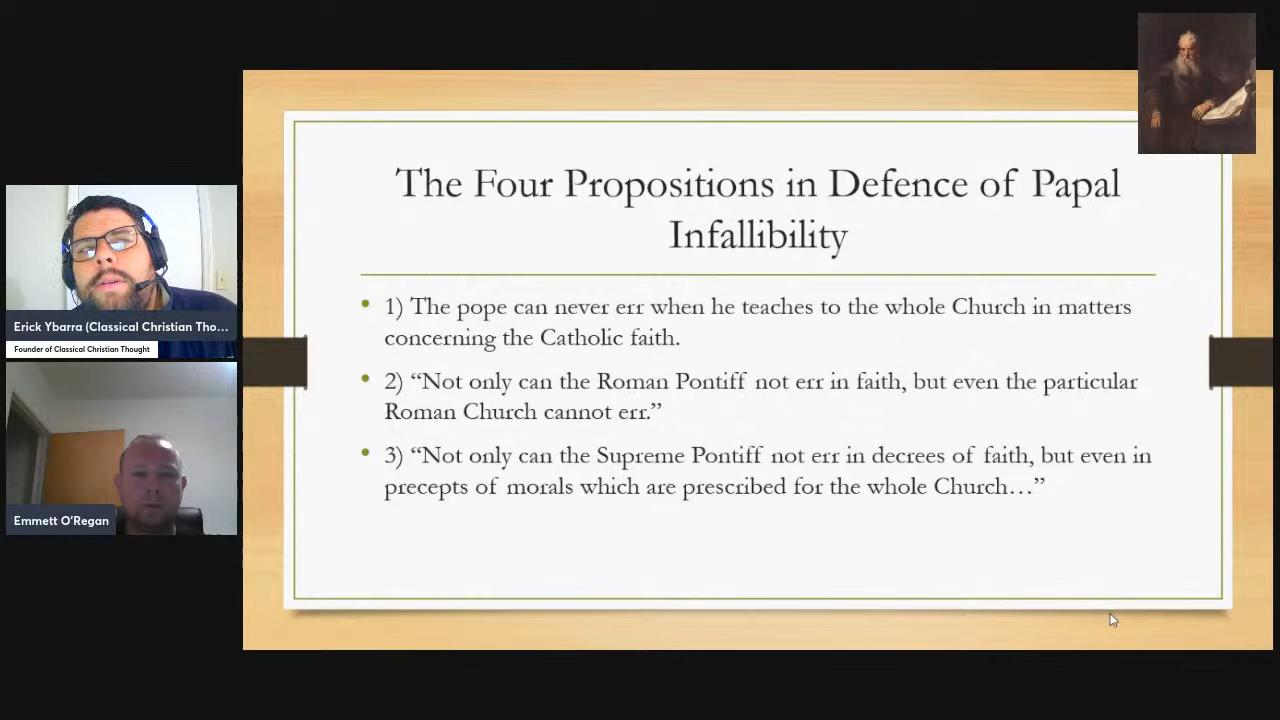 The Four Propositions in Defence of Papal
Infallibility
• 1) The pope can never err when he teaches to the whole Church in matters
concerning the Catholic faith.
• 2) “Not only can the Roman Pontiff not err in faith, but even the particular
Roman Church cannot err.”
• 3) “Not only can the Supreme Pontiff not err in decrees of faith, but even in
precepts of morals which are prescribed for the whole Church…”
Erick Ybarra (Classical Christian Tho...
Founder of Classical Christian Thought
Emmett O'Regan